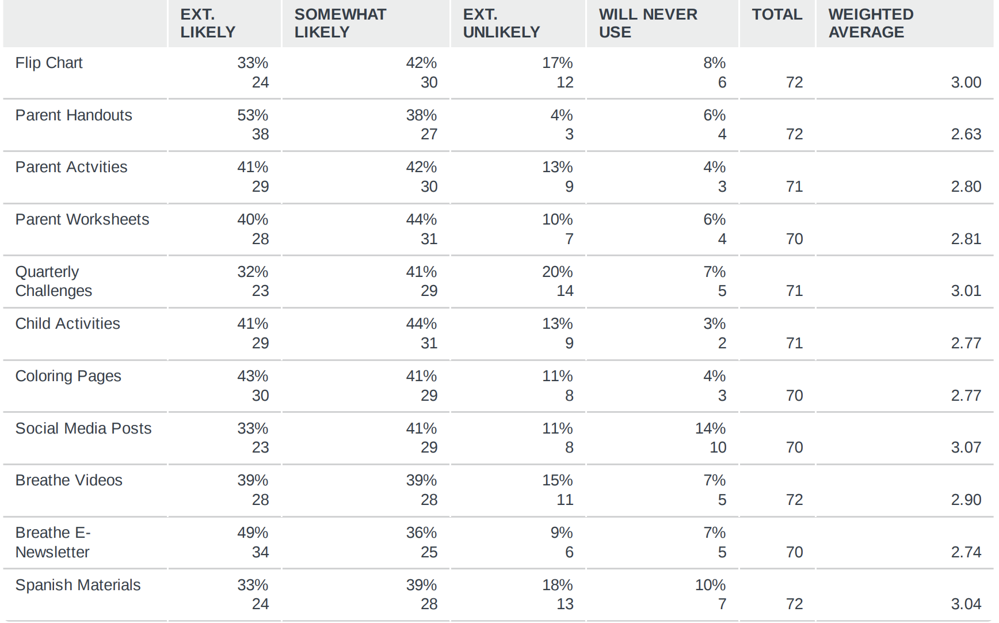 EXT. LIKELY SOMEWHAT LIKELY EXT. UNLIKELY WILL NEVER USE TOTAL WEIGHTED AVERAGE
Flip Chart 33% 42% 17% 8%
24 30 12 6 72 3.00
Parent Handouts 53% 38% 4% 6%
38 27 3 4 72 2.63
Parent Actvities 41% 42% 13% 4%
29 30 9 3 71 2.80
Parent Worksheets 40% 44% 10% 6%
28 31 7 4 70 2.81
Quarterly 32% 41% 20% 7%
Challenges 23 29 14 5 71 3.01
Child Activities 41% 44% 13% 3%
29 31 9 2 71 2.77
Coloring Pages 43% 41% 11% 4%
30 29 8 3 70 2.77
Social Media Posts 33% 41% 11% 14%
23 29 8 10 70 3.07
Breathe Videos 39% 39% 15% 7%
28 28 11 5 72 2.90
Breathe E- 49% 36% 9% 7%
Newsletter 34 25 6 5 70 2.74
Spanish Materials 33% 39% 18% 10%
24 28 13 7 72 3.04